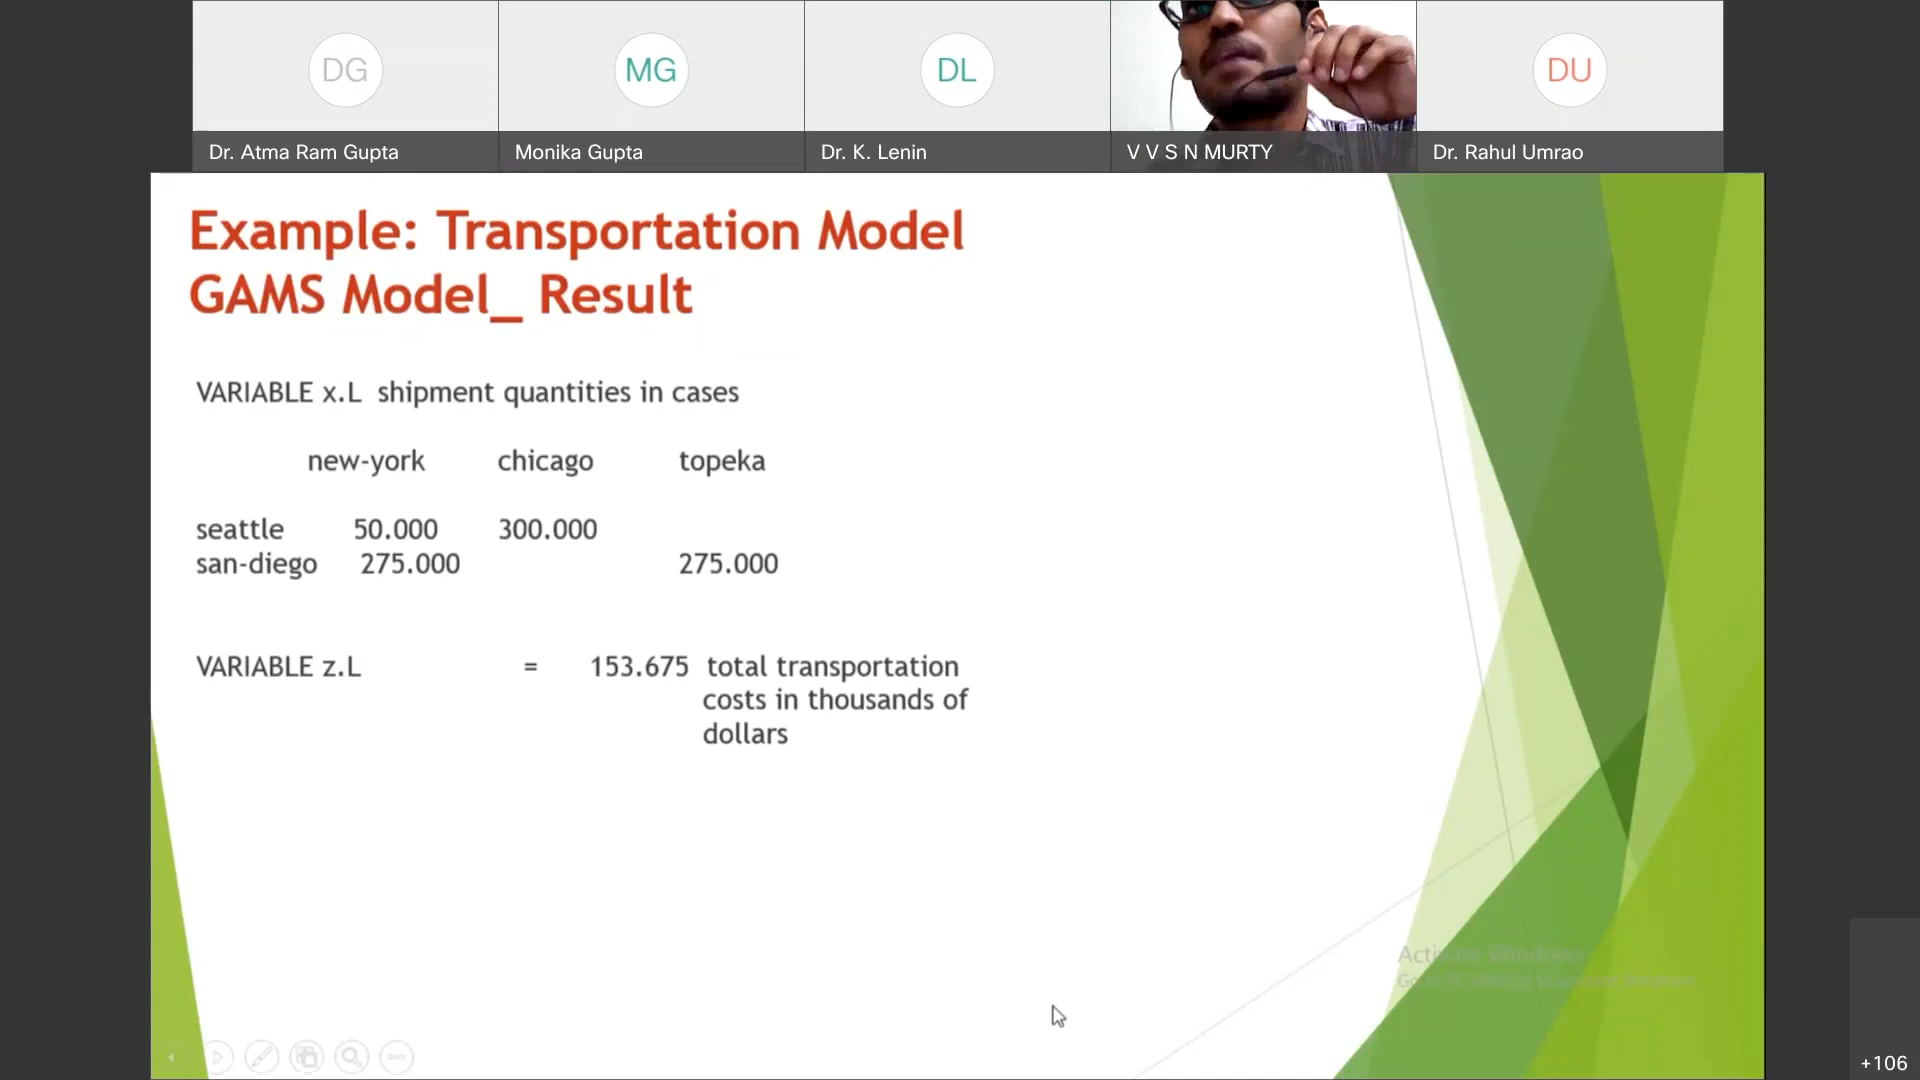 DG
MG
DL
DU
Dr. Atma Ram Gupta
Monika Gupta
Dr. K. Lenin
V V S N MURTY
Dr. Rahul Umrao
Example: Transportation Model
GAMS Model_ Result
VARIABLE x.L shipment quantities in cases
new-york chicago topeka
seattle 50.000 300.000
san-diego 275.000 275.000
VARIABLE z.L = 153.675 total transportation
costs in thousands of
dollars
Activate Windows
+106